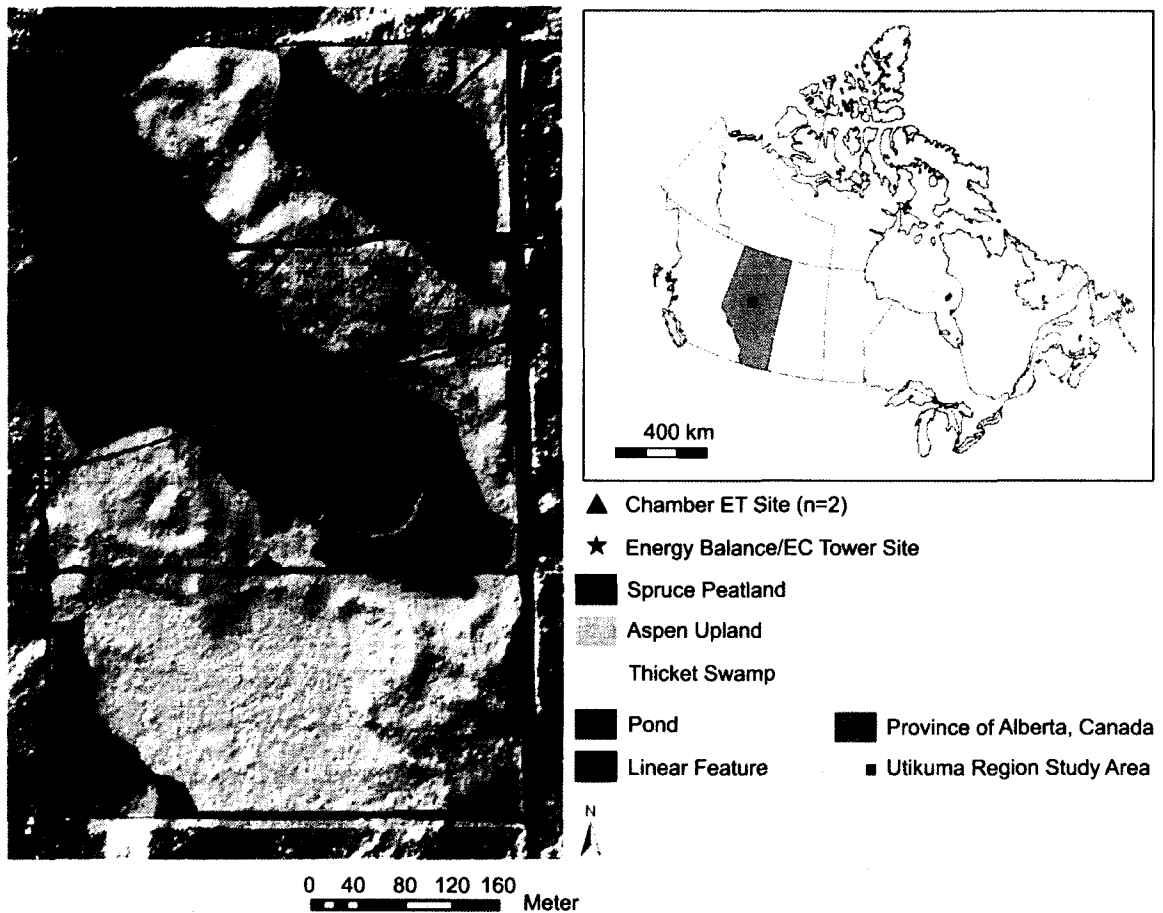 400 km
Chamber ET Site (n=2)
Energy Balance/EC Tower Site
Spruce Peatland
Aspen Upland
Thicket Swamp
Pond
Province of Alberta, Canada
Linear Feature
Utikuma Region Study Area
N
0 40 80 120 160
Meter